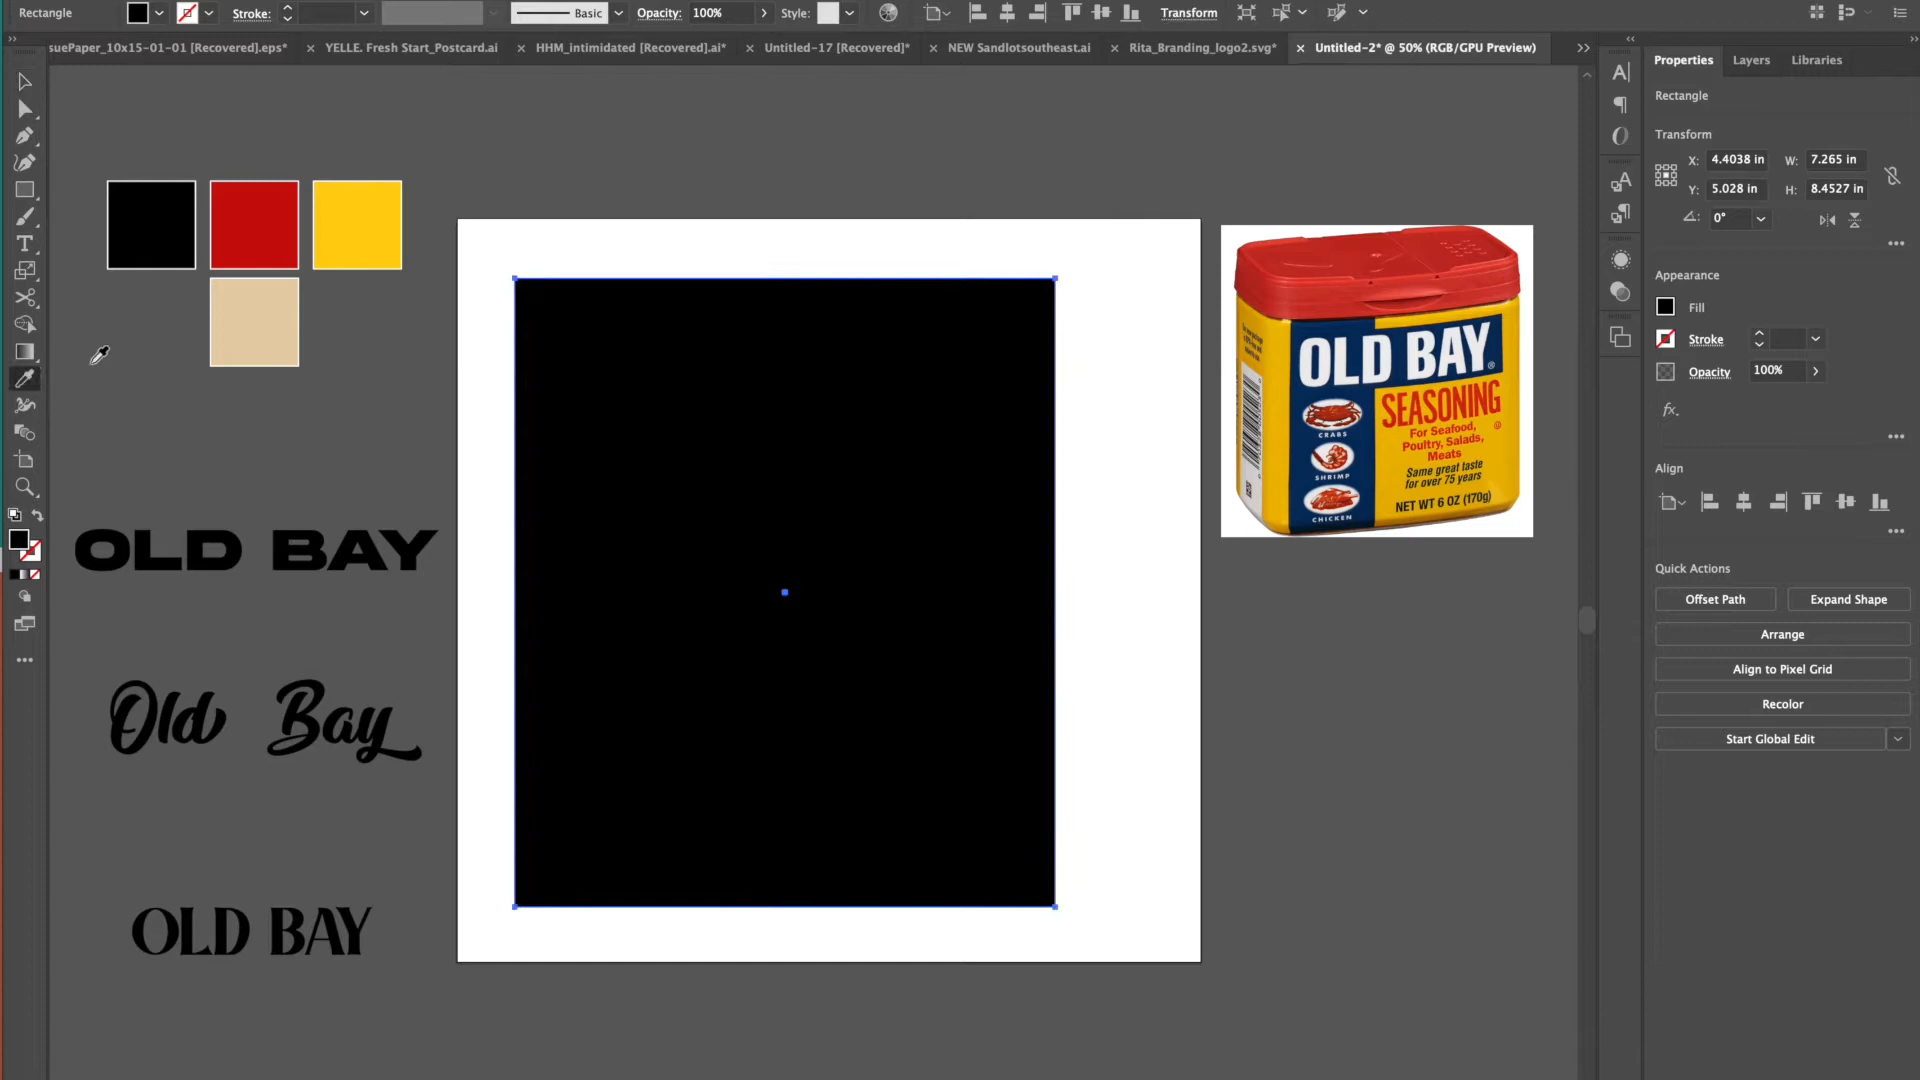 Rectangle
Stroke:
Basic
Opacity:
100%
Style:
Transform
suePaper_10x15-01-01 [Recovered].eps*
YELLE. Fresh Start_Postcard.ai
HHM_intimidated [Recovered].ai*
Untitled-17 [Recovered]*
NEW Sandlotsoutheast.ai
Rita_Branding_logo2.svg*
Untitled-2* @ 50% (RGB/GPU Preview)
Properties
Layers
Libraries
Rectangle
Transform
X:
4.4038 in
W:
7.265 in
Y:
5.028 in
H:
8.4527 in
0°
Appearance
Fill
Stroke
Opacity
100%
fx.
Align
Quick Actions
Offset Path
Expand Shape
Arrange
Align to Pixel Grid
Recolor
Start Global Edit
OLD BAY
Old Bay
OLD BAY
OLD BAY®
SEASONING
For Seafood,
Poultry, Salads,
Meats
Same great taste
for over 75 years
NET WT 6 OZ (170g)
CRABS
SHRIMP
CHICKEN